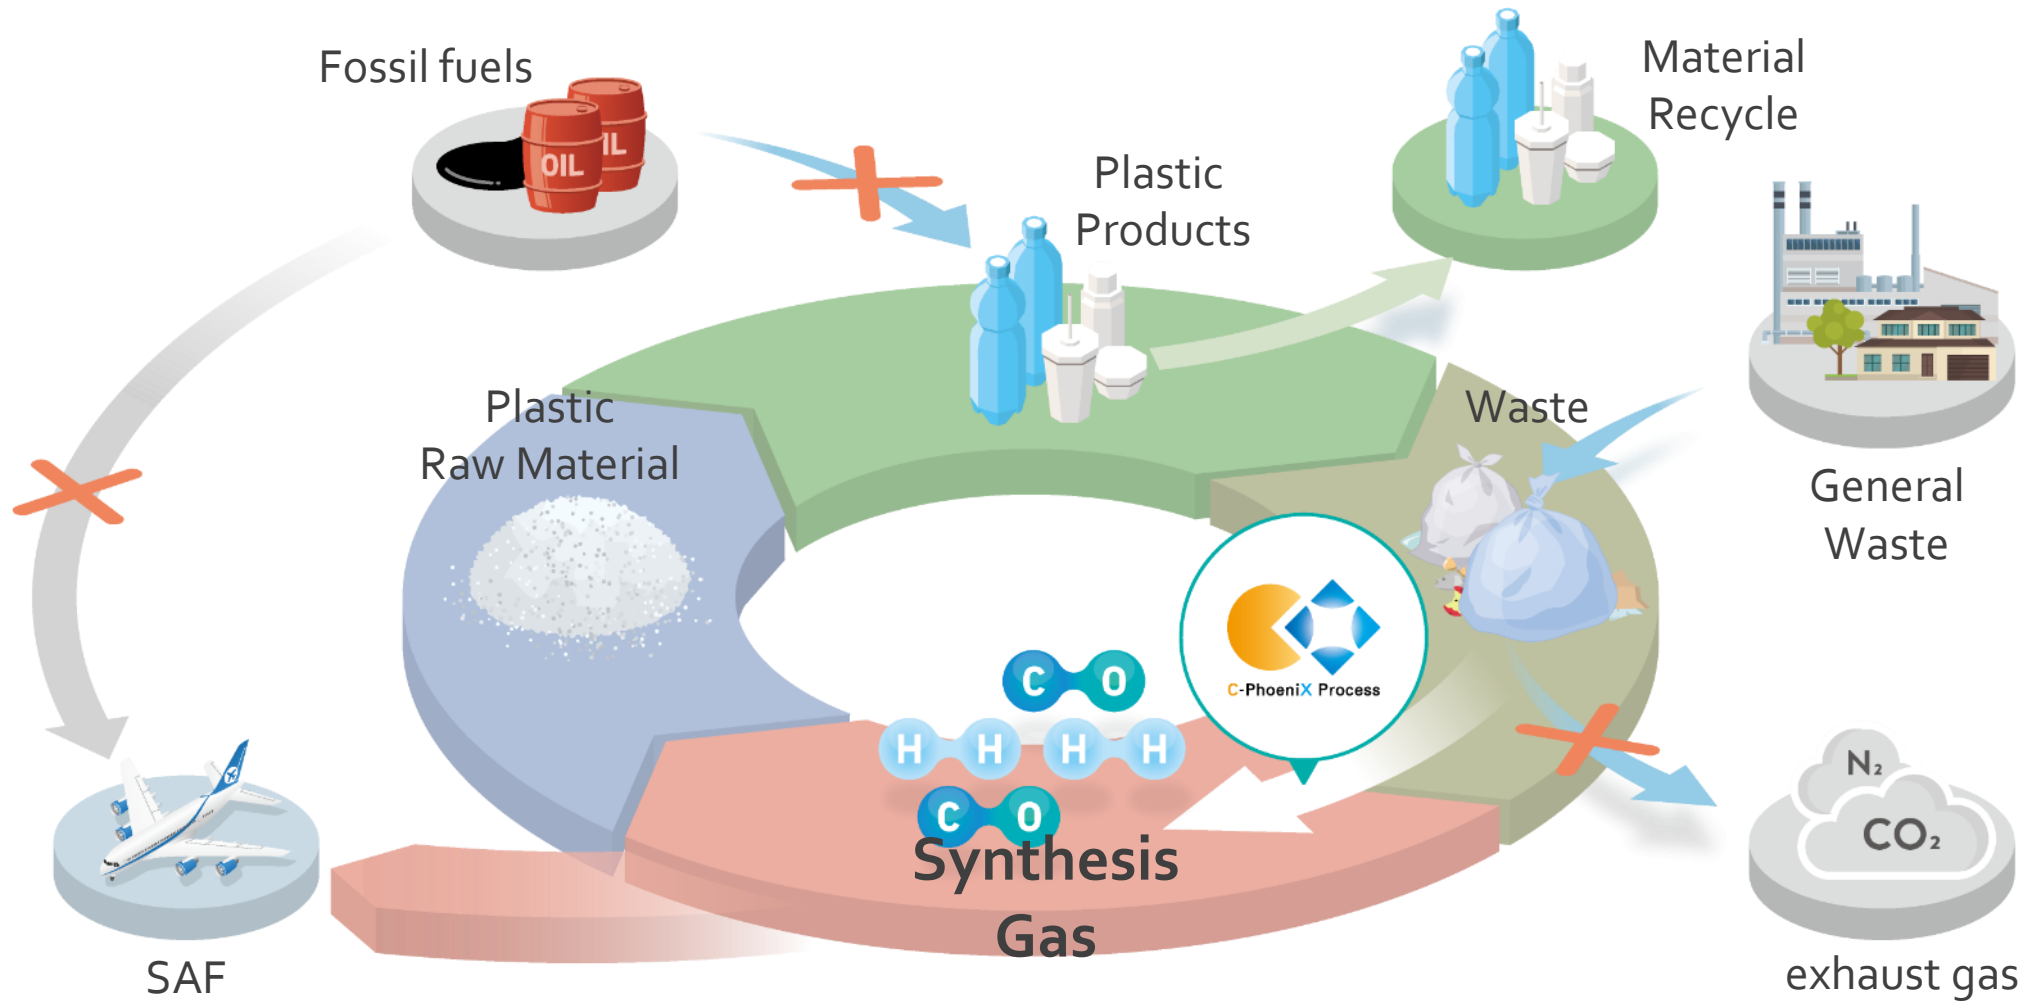 Fossil fuels
OIL
IL
Material
Recycle
Plastic
Products
Plastic
Raw Material
Waste
General
Waste
C-PhoeniX Process
C O
H H H H
C O
Synthesis
Gas
N₂
CO₂
SAF
exhaust gas